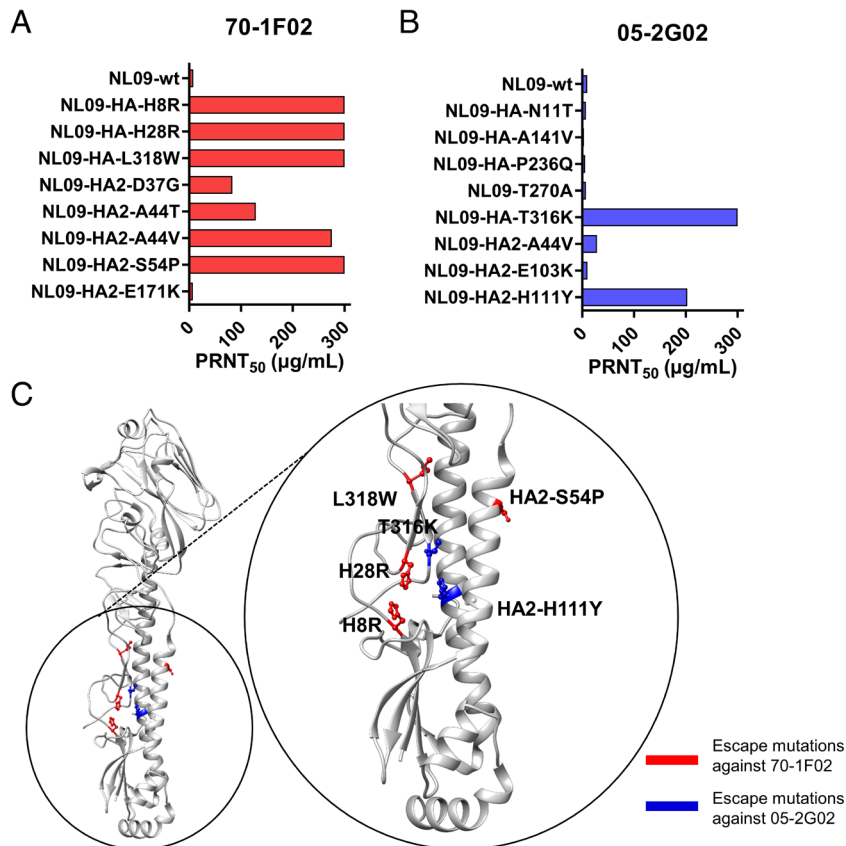 A
70-1F02
NL09-wt
NL09-HA-H8R
NL09-HA-H28R
NL09-HA-L318W
NL09-HA2-D37G
NL09-HA2-A44T
NL09-HA2-A44V
NL09-HA2-S54P
NL09-HA2-E171K
0
100
200
300
PRNT50 (µg/mL)
B
05-2G02
NL09-wt
NL09-HA-N11T
NL09-HA-A141V
NL09-HA-P236Q
NL09-T270A
NL09-HA-T316K
NL09-HA2-A44V
NL09-HA2-E103K
NL09-HA2-H111Y
0
100
200
300
PRNT50 (µg/mL)
C
L318W
HA2-S54P
T316K
H28R
HA2-H111Y
H8R
Escape mutations
against 70-1F02
Escape mutations
against 05-2G02